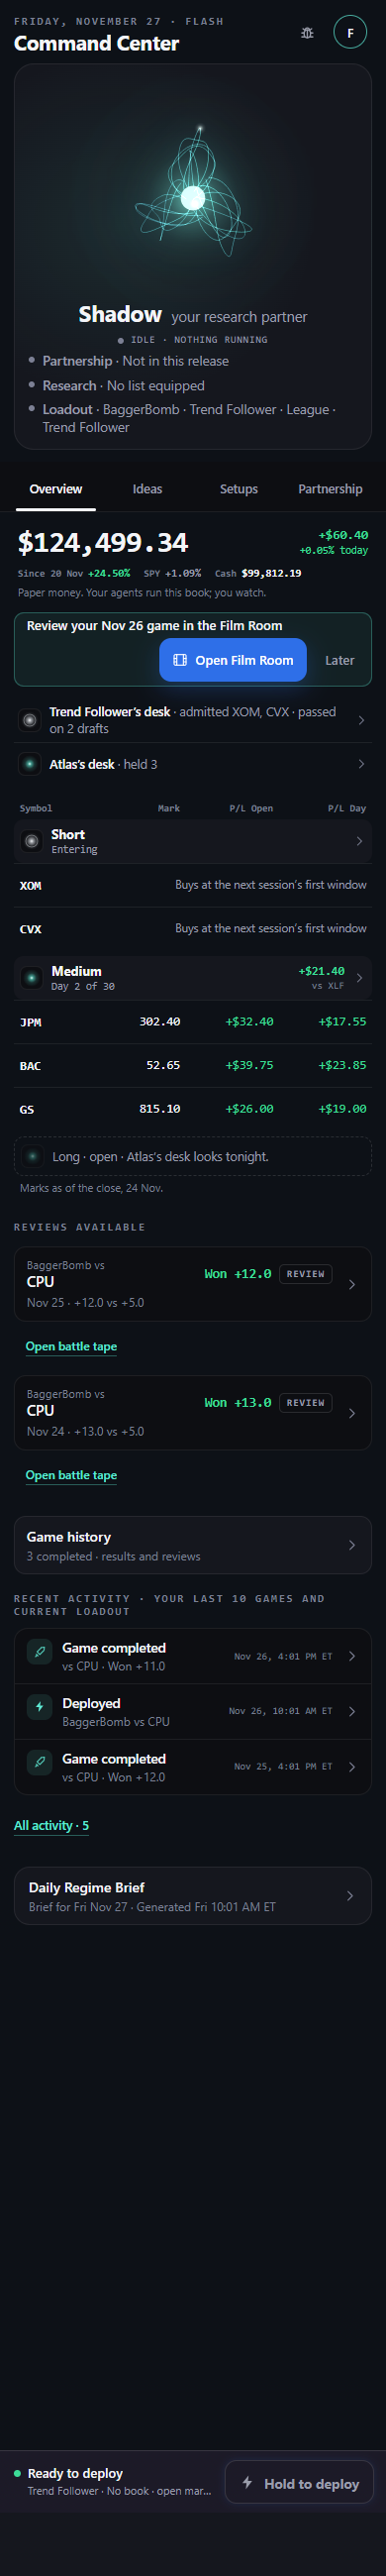 FRIDAY, NOVEMBER 27 · FLASH
Command Center
F
Shadow your research partner
IDLE · NOTHING RUNNING
Partnership · Not in this release
Research · No list equipped
Loadout · BaggerBomb · Trend Follower · League ·
Trend Follower
Overview Ideas Setups Partnership
$124,499.34 +$60.40
+0.05% today
Since 20 Nov +24.50% SPY +1.09% Cash $99,812.19
Paper money. Your agents run this book; you watch.
Review your Nov 26 game in the Film Room
Open Film Room Later
Trend Follower's desk · admitted XOM, CVX · passed
on 2 drafts
Atlas's desk · held 3
Symbol Mark P/L Open P/L Day
Short
Entering
XOM Buys at the next session's first window
CVX Buys at the next session's first window
Medium +$21.40
Day 2 of 30 vs XLF
JPM 302.40 +$32.40 +$17.55
BAC 52.65 +$39.75 +$23.85
GS 815.10 +$26.00 +$19.00
Long · open · Atlas's desk looks tonight.
Marks as of the close, 24 Nov.
REVIEWS AVAILABLE
BaggerBomb vs
CPU Won +12.0 REVIEW
Nov 25 · +12.0 vs +5.0
Open battle tape
BaggerBomb vs
CPU Won +13.0 REVIEW
Nov 24 · +13.0 vs +5.0
Open battle tape
Game history
3 completed · results and reviews
RECENT ACTIVITY · YOUR LAST 10 GAMES AND
CURRENT LOADOUT
Game completed Nov 26, 4:01 PM ET
vs CPU · Won +11.0
Deployed Nov 26, 10:01 AM ET
BaggerBomb vs CPU
Game completed Nov 25, 4:01 PM ET
vs CPU · Won +12.0
All activity · 5
Daily Regime Brief
Brief for Fri Nov 27 · Generated Fri 10:01 AM ET
Ready to deploy
Trend Follower · No book · open mar...
Hold to deploy